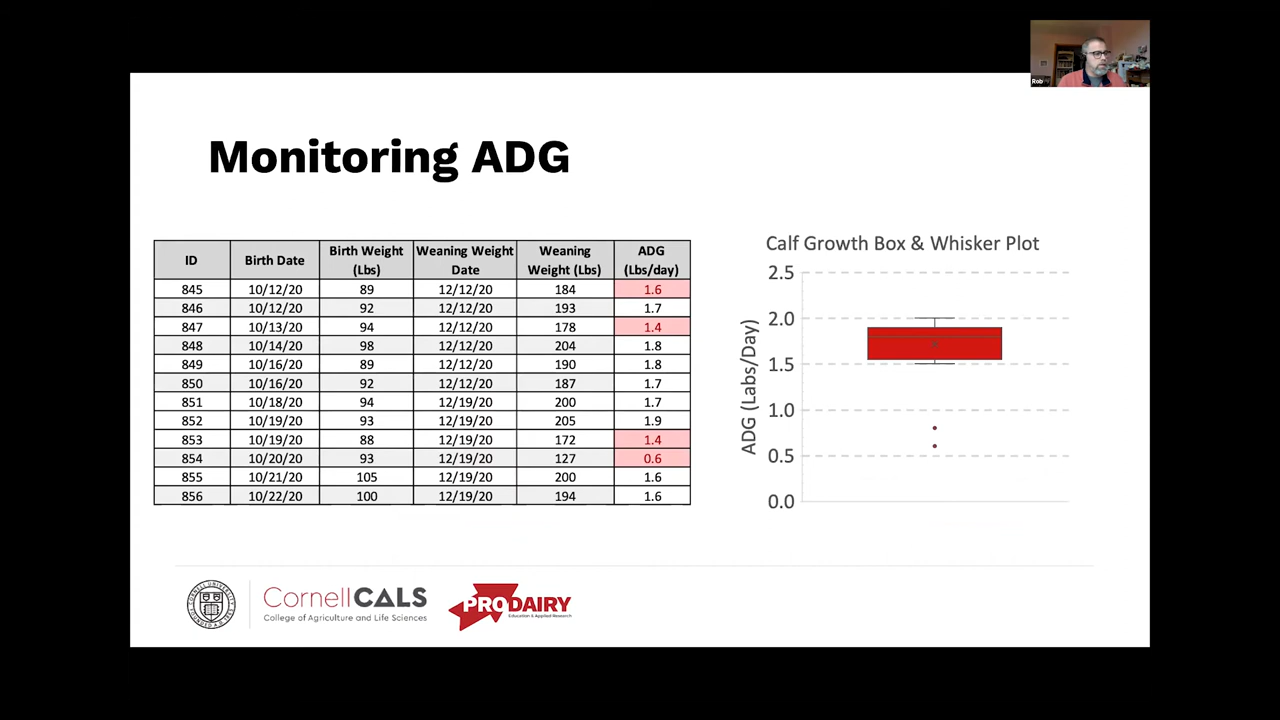 Rob
Monitoring ADG
ID Birth Date Birth Weight (Lbs) Weaning Weight Date Weaning Weight (Lbs) ADG (Lbs/day)
845 10/12/20 89 12/12/20 184 1.6
846 10/12/20 92 12/12/20 193 1.7
847 10/13/20 94 12/12/20 178 1.4
848 10/14/20 98 12/12/20 204 1.8
849 10/16/20 89 12/12/20 190 1.8
850 10/16/20 92 12/12/20 187 1.7
851 10/18/20 94 12/19/20 200 1.7
852 10/19/20 93 12/19/20 205 1.9
853 10/19/20 88 12/19/20 172 1.4
854 10/20/20 93 12/19/20 127 0.6
855 10/21/20 105 12/19/20 200 1.6
856 10/22/20 100 12/19/20 194 1.6
Calf Growth Box & Whisker Plot
ADG (Labs/Day)
2.5
2.0
1.5
1.0
0.5
0.0
CornellCALS
College of Agriculture and Life Sciences
PRODAIRY
Education & Applied Research